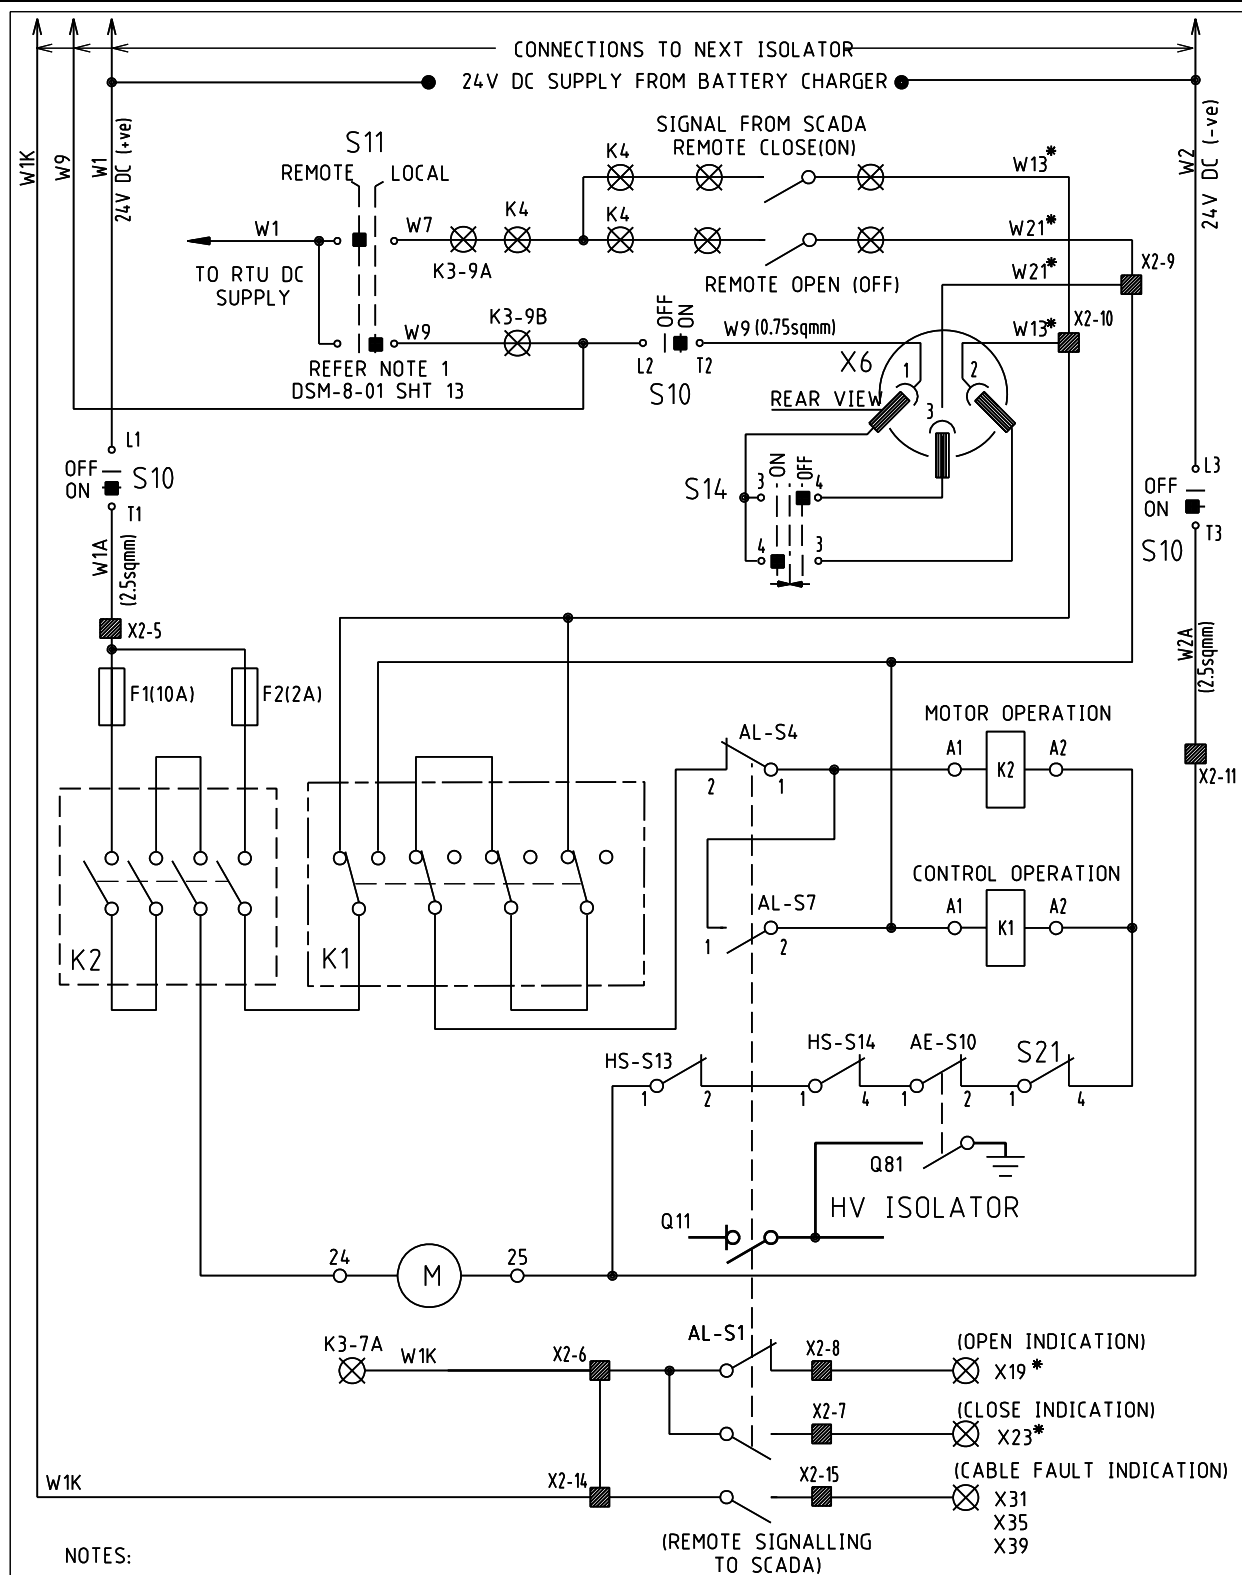 CONNECTIONS TO NEXT ISOLATOR
24V DC SUPPLY FROM BATTERY CHARGER
W1K
W9
W1
24V DC (+ve)
W2
24V DC (-ve)
S11
REMOTE
LOCAL
SIGNAL FROM SCADA
REMOTE CLOSE(ON)
K4
W13*
W1
W7
K4
K4
W21*
K3-9A
TO RTU DC
SUPPLY
REMOTE OPEN (OFF)
W21*
X2-9
W9
K3-9B
OFF
ON
W9 (0.75sqmm)
W13*
X2-10
L2
T2
S10
REFER NOTE 1
DSM-8-01 SHT 13
X6
1
2
3
REAR VIEW
L1
OFF
ON
S10
T1
S14
ON
OFF
3
4
4
3
L3
OFF
ON
T3
S10
W1A
(2.5sqmm)
X2-5
F1(10A)
F2(2A)
W2A
(2.5sqmm)
X2-11
MOTOR OPERATION
AL-S4
2
1
A1
K2
A2
CONTROL OPERATION
AL-S7
1
2
A1
K1
A2
K2
K1
HS-S13
1
2
HS-S14
1
4
AE-S10
1
2
S21
1
4
Q81
HV ISOLATOR
Q11
24
M
25
K3-7A
W1K
X2-6
AL-S1
X2-8
(OPEN INDICATION)
X19*
X2-7
(CLOSE INDICATION)
X23*
W1K
X2-14
X2-15
(CABLE FAULT INDICATION)
X31
X35
X39
(REMOTE SIGNALLING
TO SCADA)
NOTES: